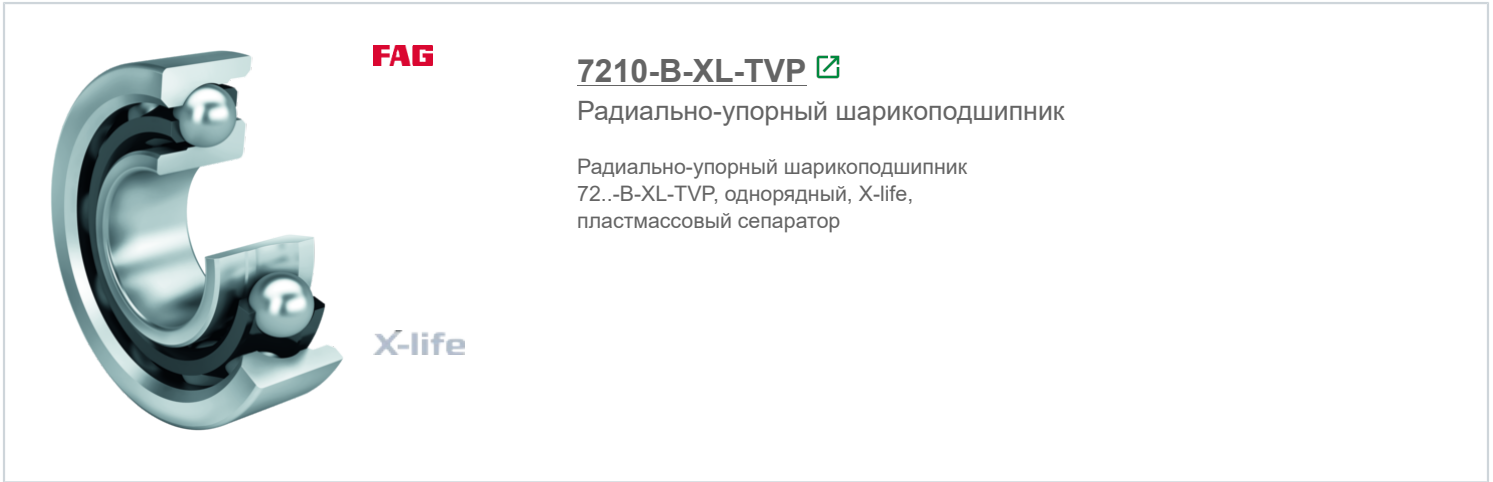 FAG
7210-B-XL-TVP
Радиально-упорный шарикоподшипник
Радиально-упорный шарикоподшипник
72..-B-XL-TVP, однорядный, X-life,
пластмассовый сепаратор
X-life